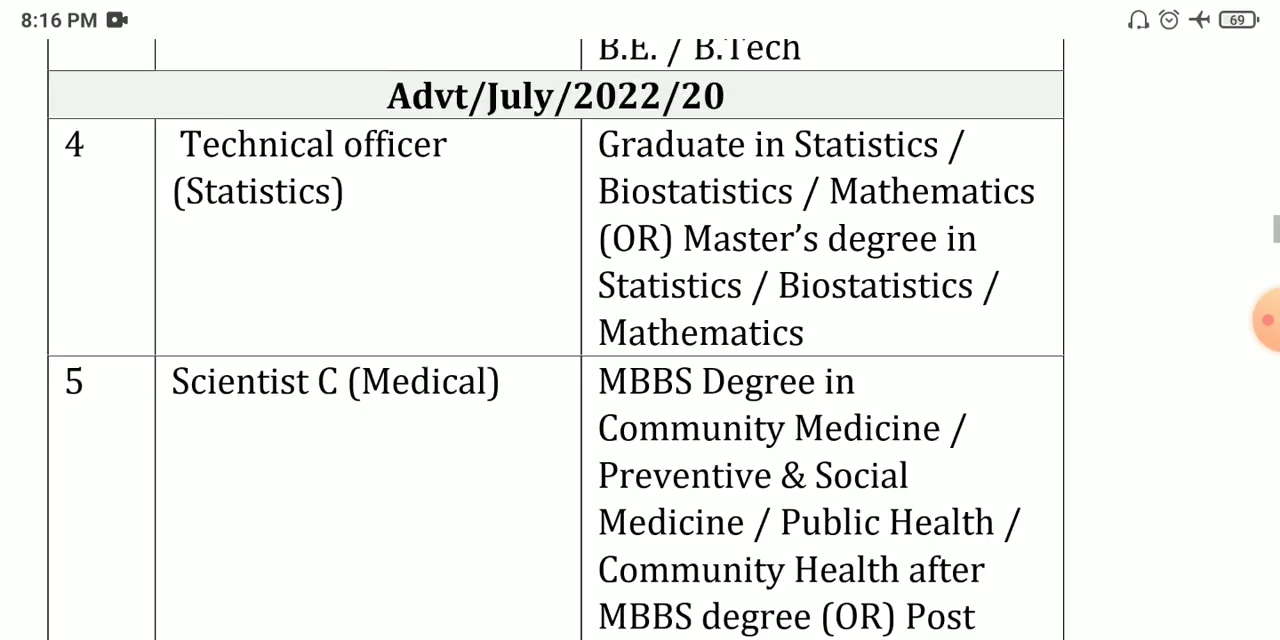 8:16 PM
69
B.E. / B.Tech
Advt/July/2022/20
4
Technical officer
(Statistics)
Graduate in Statistics /
Biostatistics / Mathematics
(OR) Master’s degree in
Statistics / Biostatistics /
Mathematics
5
Scientist C (Medical)
MBBS Degree in
Community Medicine /
Preventive & Social
Medicine / Public Health /
Community Health after
MBBS degree (OR) Post